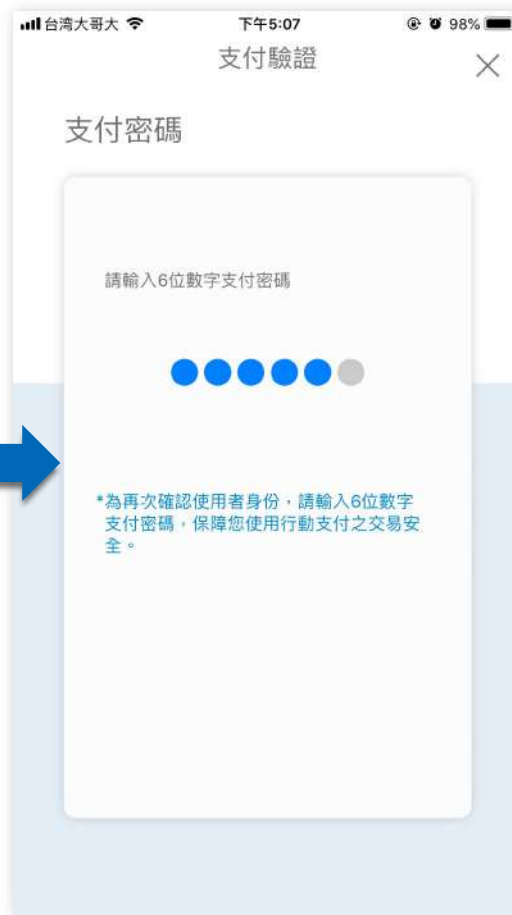 台湾大哥大 下午5:07 98%
支付驗證
支付密碼
請輸入6位數字支付密碼
*為再次確認使用者身份，請輸入6位數字
支付密碼，保障您使用行動支付之交易安
全。